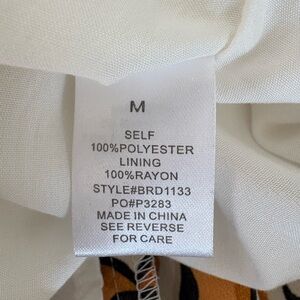 M
SELF
100%POLYESTER
LINING
100%RAYON
STYLE#BRD1133
PO#P3283
MADE IN CHINA
SEE REVERSE
FOR CARE